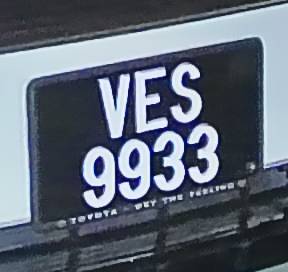 VES
9933
TOYOTA - GET THE FEELING